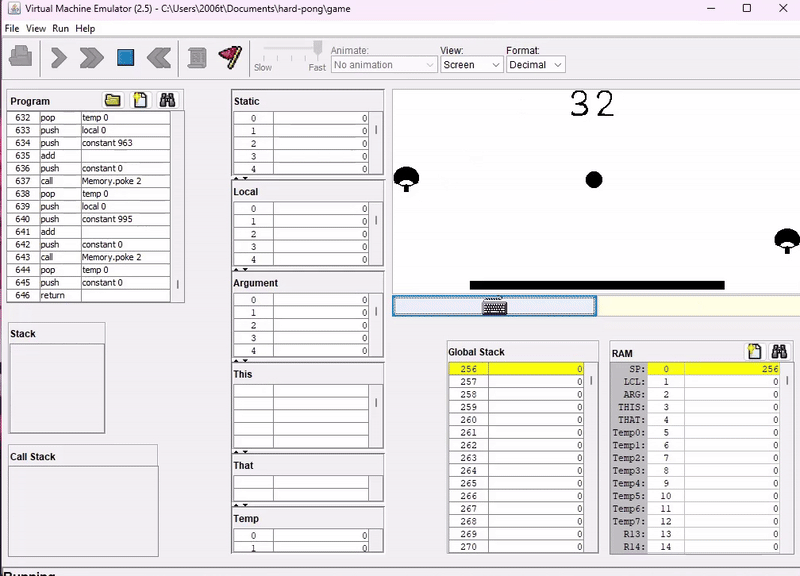 Virtual Machine Emulator (2.5) - C:\Users\2006t\Documents\hard-pong\game
File View Run Help
Slow Fast
Animate:
No animation
View:
Screen
Format:
Decimal
Program
632 pop temp 0
633 push local 0
634 push constant 963
635 add
636 push constant 0
637 call Memory.poke 2
638 pop temp 0
639 push local 0
640 push constant 995
641 add
642 push constant 0
643 call Memory.poke 2
644 pop temp 0
645 push constant 0
646 return
Stack
Call Stack
Static
0 0
1 0
2 0
3 0
4 0
Local
0 0
1 0
2 0
3 0
4 0
Argument
0 0
1 0
2 0
3 0
4 0
This
That
Temp
0 0
1 0
32
Global Stack
256 0
257 0
258 0
259 0
260 0
261 0
262 0
263 0
264 0
265 0
266 0
267 0
268 0
269 0
270 0
RAM
SP: 0 256
LCL: 1 0
ARG: 2 0
THIS: 3 0
THAT: 4 0
Temp0: 5 0
Temp1: 6 0
Temp2: 7 0
Temp3: 8 0
Temp4: 9 0
Temp5: 10 0
Temp6: 11 0
Temp7: 12 0
R13: 13 0
R14: 14 0
Running